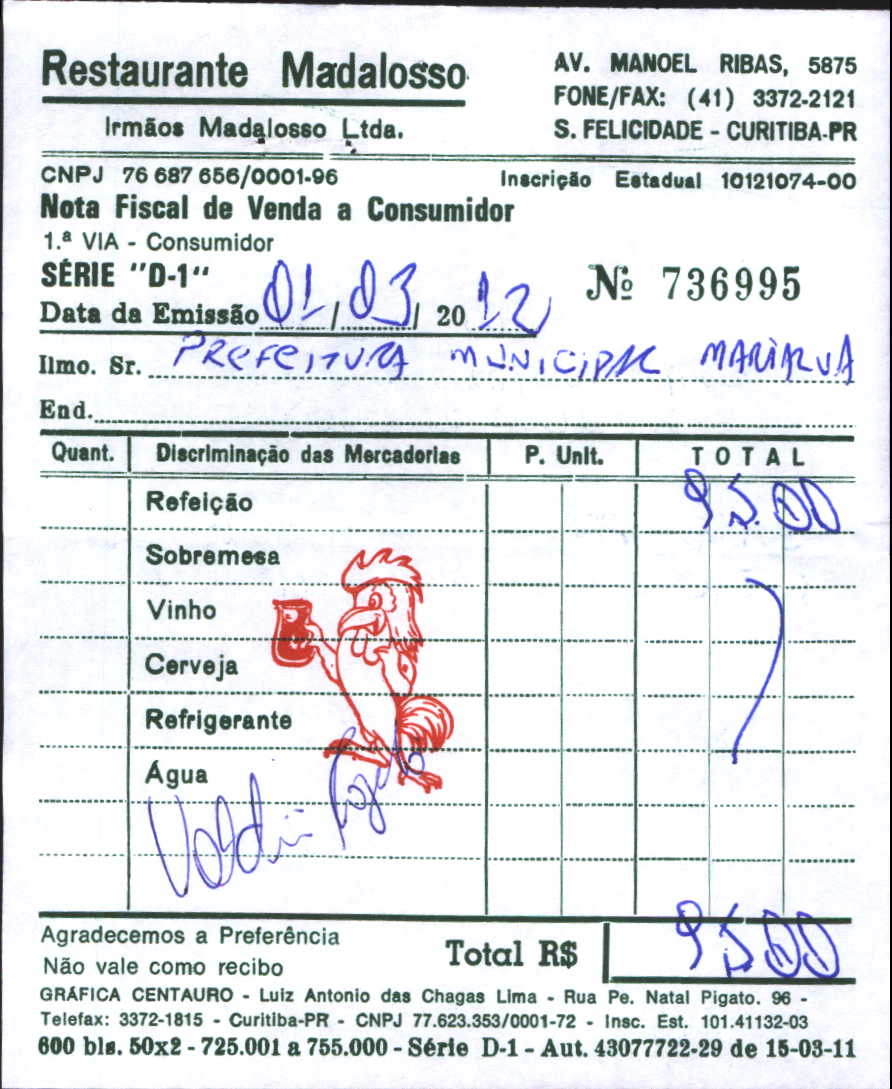 Restaurante Madalosso
Irmãos Madalosso Ltda.
AV. MANOEL RIBAS, 5875
FONE/FAX: (41) 3372-2121
S. FELICIDADE - CURITIBA-PR
CNPJ 76 687 656/0001-96
Inscrição Estadual 10121074-00
Nota Fiscal de Venda a Consumidor
1.ª VIA - Consumidor
SÉRIE "D-1"
Nº 736995
Data da Emissão 01/03/2012
Ilmo. Sr. PREFEITURA MUNICIPAL MARIALVA
End.
Quant. Discriminação das Mercadorias P. Unit. TOTAL
Refeição 95.00
Sobremesa
Vinho
Cerveja
Refrigerante
Água
Agradecemos a Preferência
Não vale como recibo
Total R$ 95.00
GRÁFICA CENTAURO - Luiz Antonio das Chagas Lima - Rua Pe. Natal Pigato. 96 -
Telefax: 3372-1815 - Curitiba-PR - CNPJ 77.623.353/0001-72 - Insc. Est. 101.41132-03
600 bls. 50x2 - 725.001 a 755.000 - Série D-1 - Aut. 43077722-29 de 15-03-11